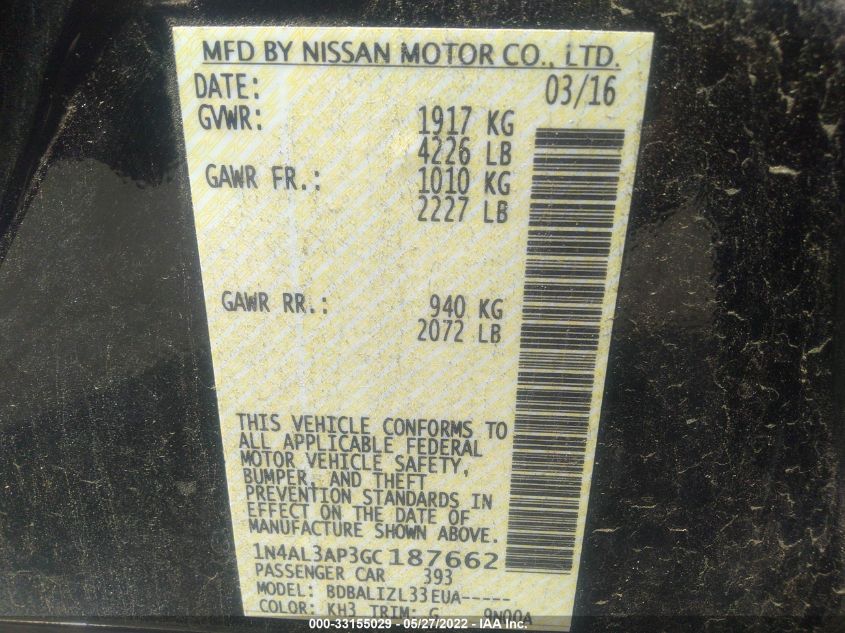 MFD BY NISSAN MOTOR CO., LTD.
DATE: 03/16
GVWR: 1917 KG
4226 LB
GAWR FR.: 1010 KG
2227 LB
GAWR RR.: 940 KG
2072 LB
THIS VEHICLE CONFORMS TO
ALL APPLICABLE FEDERAL
MOTOR VEHICLE SAFETY,
BUMPER, AND THEFT
PREVENTION STANDARDS IN
EFFECT ON THE DATE OF
MANUFACTURE SHOWN ABOVE.
1N4AL3AP3GC187662
PASSENGER CAR 393
MODEL: BDBALIZL33EUA-----
COLOR: KH3 TRIM: G
000-33155029 - 05/27/2022 - IAA Inc.